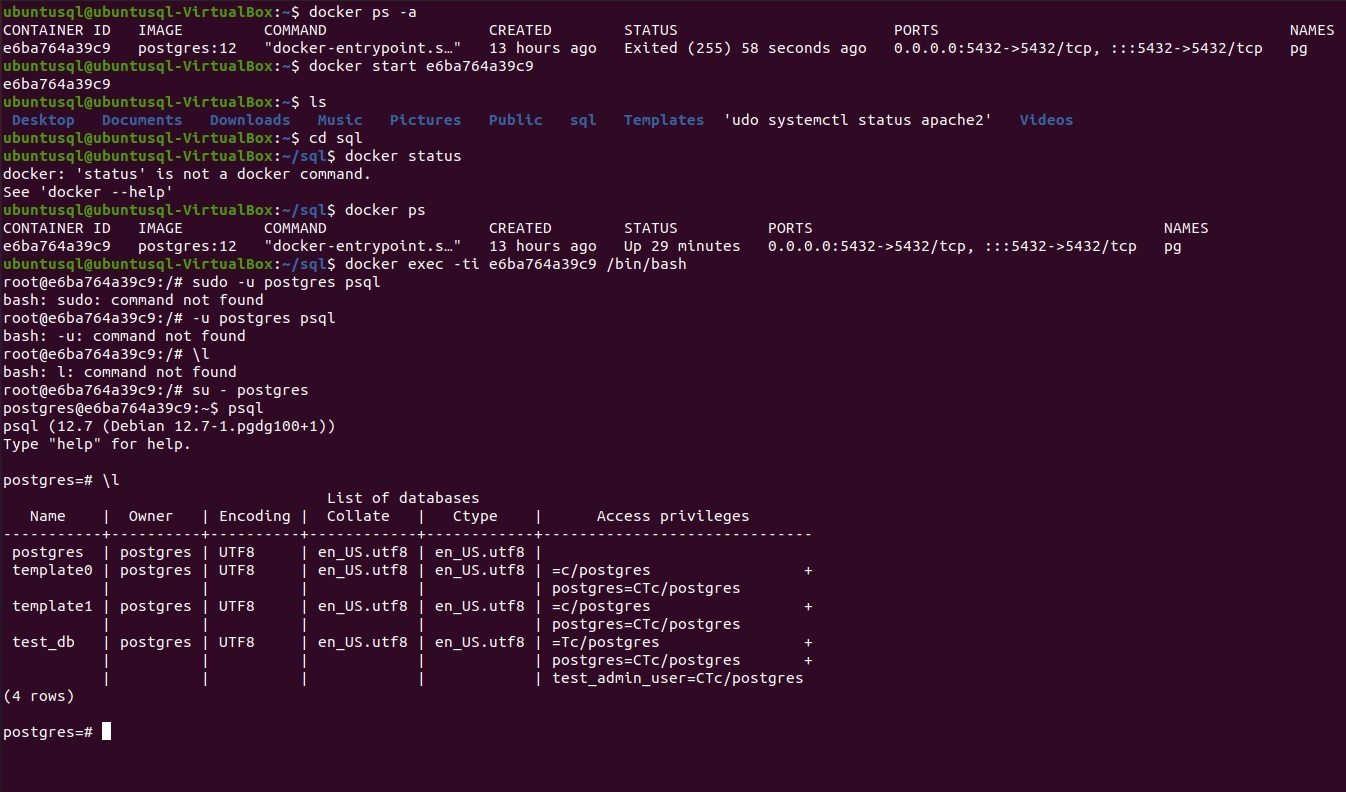 ubuntusql@ubuntusql-VirtualBox:~$ docker ps -a
CONTAINER ID   IMAGE         COMMAND                  CREATED        STATUS                        PORTS                                       NAMES
e6ba764a39c9   postgres:12   "docker-entrypoint.s…"   13 hours ago   Exited (255) 58 seconds ago   0.0.0.0:5432->5432/tcp, :::5432->5432/tcp   pg
ubuntusql@ubuntusql-VirtualBox:~$ docker start e6ba764a39c9
e6ba764a39c9
ubuntusql@ubuntusql-VirtualBox:~$ ls
 Desktop   Documents   Downloads   Music   Pictures   Public   sql   Templates  'udo systemctl status apache2'   Videos
ubuntusql@ubuntusql-VirtualBox:~$ cd sql
ubuntusql@ubuntusql-VirtualBox:~/sql$ docker status
docker: 'status' is not a docker command.
See 'docker --help'
ubuntusql@ubuntusql-VirtualBox:~/sql$ docker ps
CONTAINER ID   IMAGE         COMMAND                  CREATED        STATUS          PORTS                                       NAMES
e6ba764a39c9   postgres:12   "docker-entrypoint.s…"   13 hours ago   Up 29 minutes   0.0.0.0:5432->5432/tcp, :::5432->5432/tcp   pg
ubuntusql@ubuntusql-VirtualBox:~/sql$ docker exec -ti e6ba764a39c9 /bin/bash
root@e6ba764a39c9:/# sudo -u postgres psql
bash: sudo: command not found
root@e6ba764a39c9:/# -u postgres psql
bash: -u: command not found
root@e6ba764a39c9:/# \l
bash: l: command not found
root@e6ba764a39c9:/# su - postgres
postgres@e6ba764a39c9:~$ psql
psql (12.7 (Debian 12.7-1.pgdg100+1))
Type "help" for help.

postgres=# \l
                                    List of databases
   Name    |  Owner   | Encoding |  Collate   |   Ctype    |      Access privileges
-----------+----------+----------+------------+------------+------------------------------
 postgres  | postgres | UTF8     | en_US.utf8 | en_US.utf8 |
 template0 | postgres | UTF8     | en_US.utf8 | en_US.utf8 | =c/postgres                 +
           |          |          |            |            | postgres=CTc/postgres
 template1 | postgres | UTF8     | en_US.utf8 | en_US.utf8 | =c/postgres                 +
           |          |          |            |            | postgres=CTc/postgres
 test_db   | postgres | UTF8     | en_US.utf8 | en_US.utf8 | =Tc/postgres                +
           |          |          |            |            | postgres=CTc/postgres       +
           |          |          |            |            | test_admin_user=CTc/postgres
(4 rows)

postgres=#